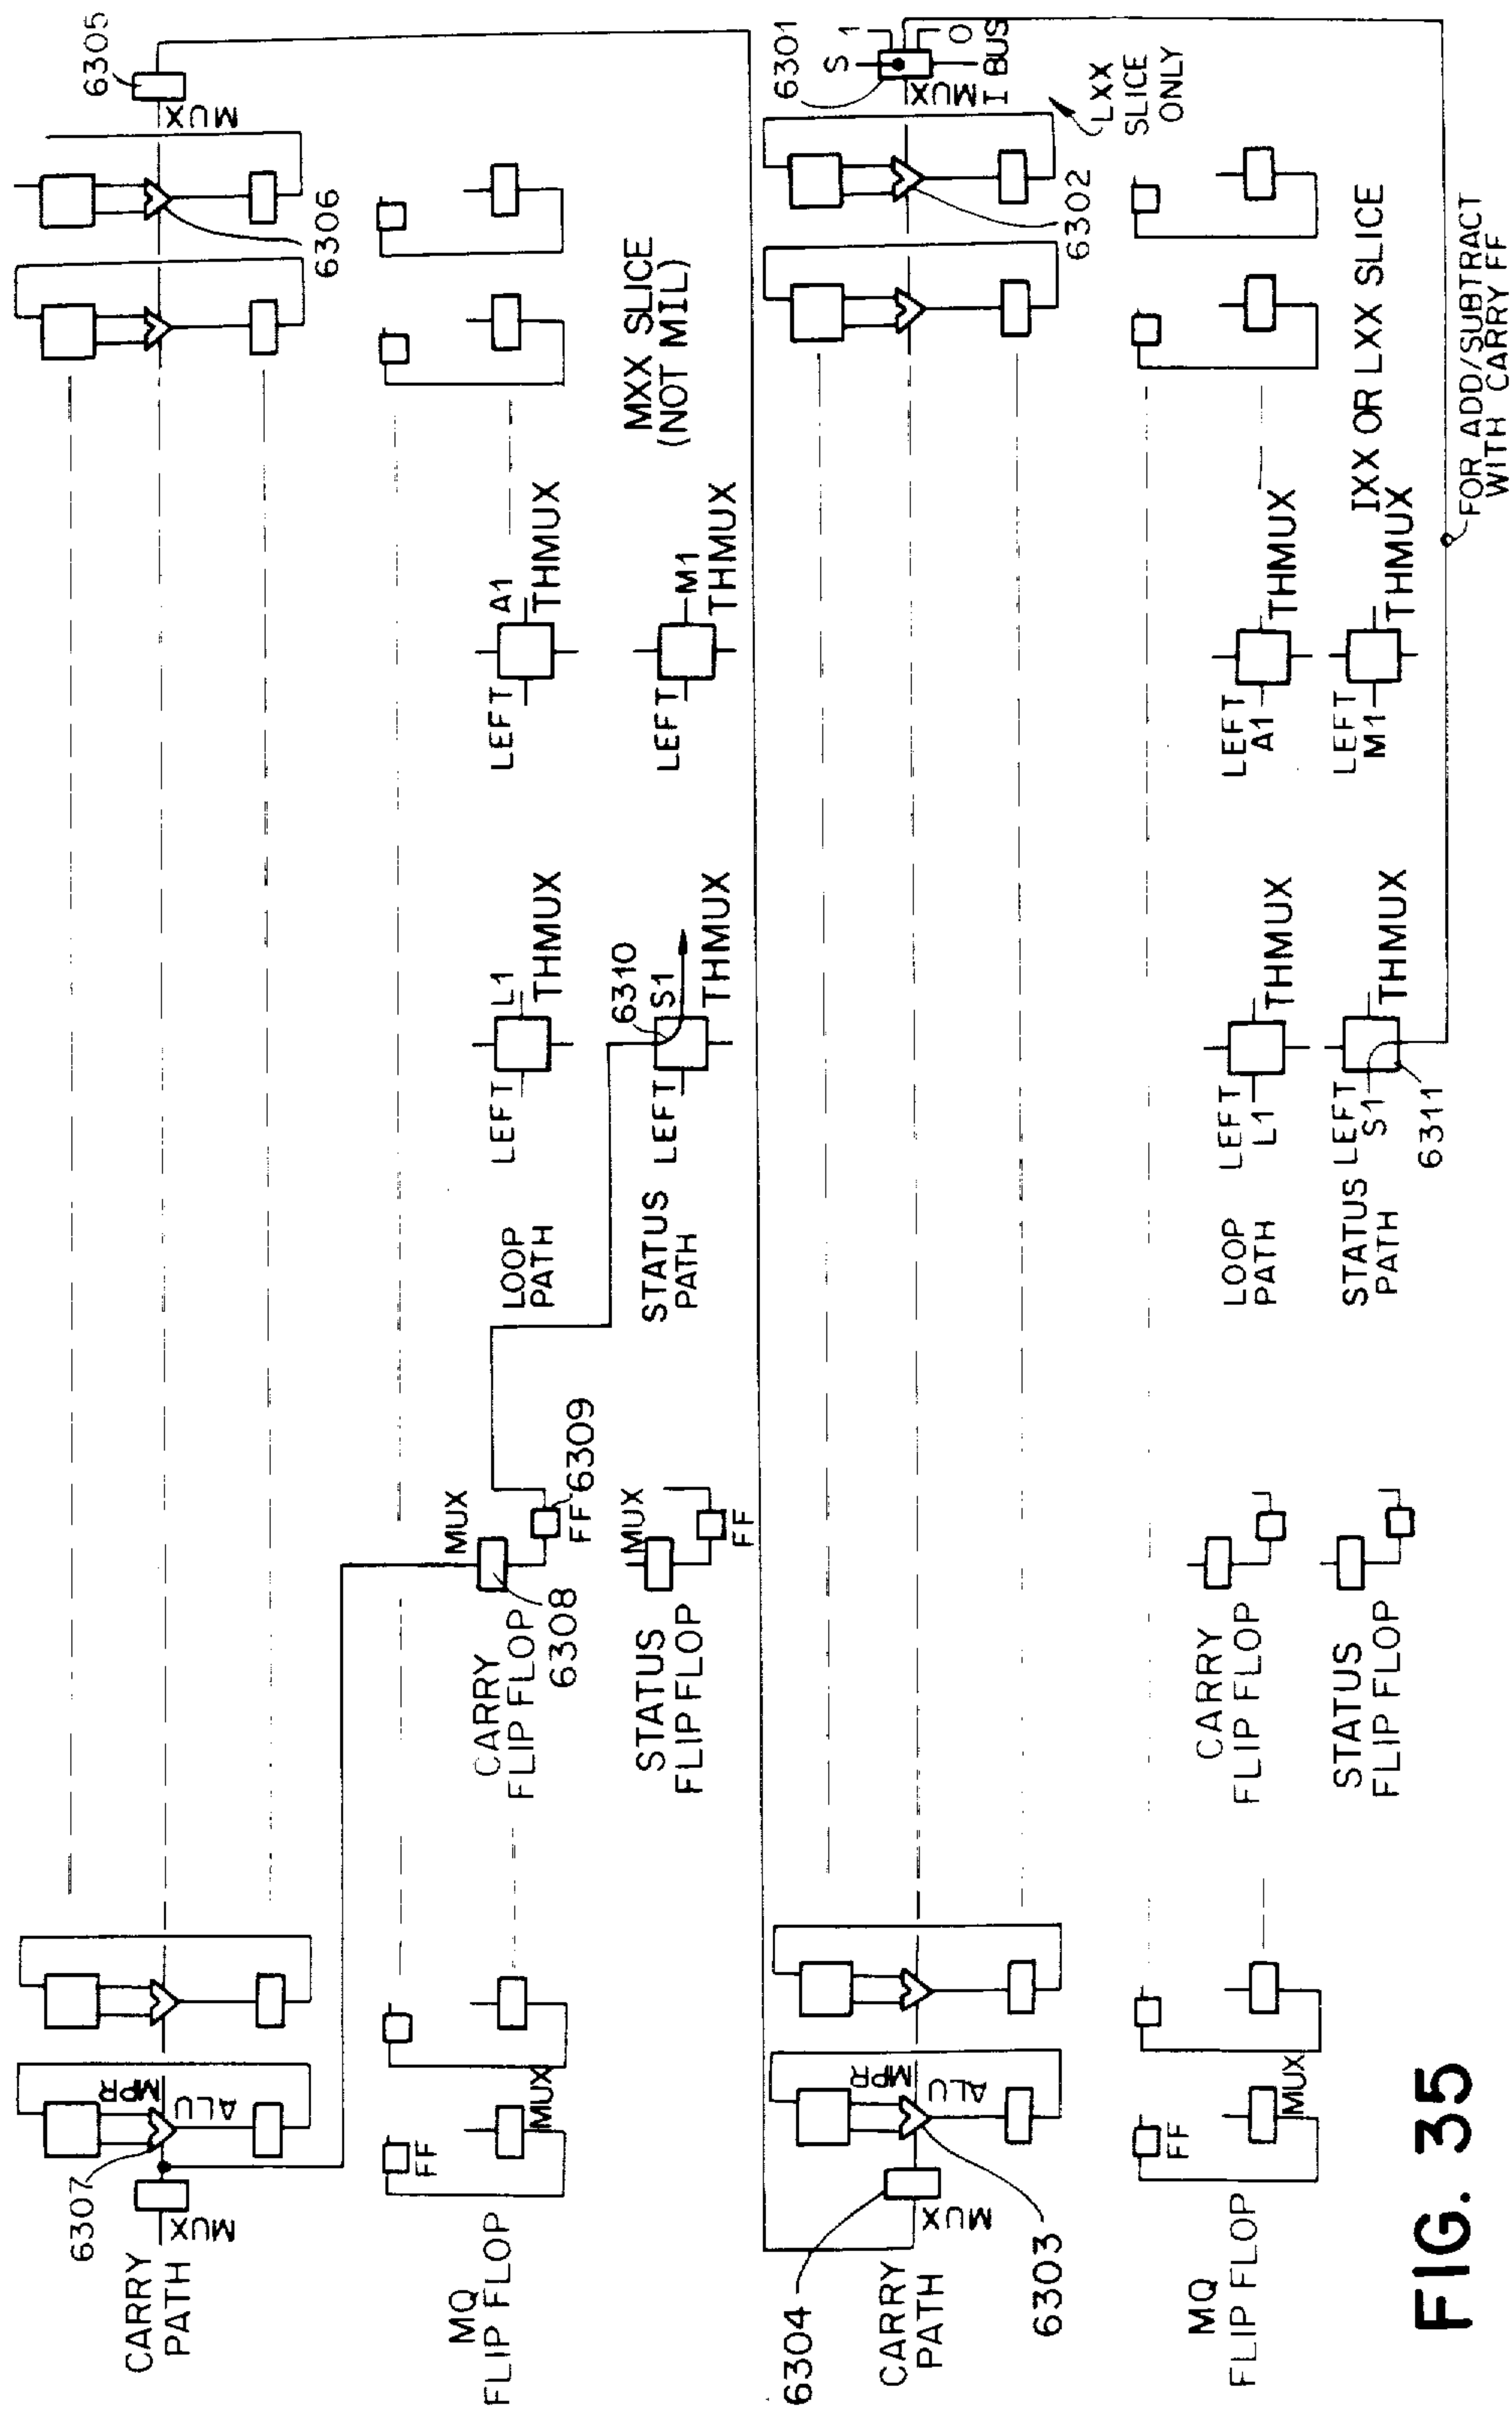 6305
MUX
6306
MXX SLICE
(NOT MIL)
LEFT
A1
THMUX
LEFT
M1
THMUX
LEFT
L1
THMUX
6310
LEFT
S1
THMUX
LOOP
PATH
STATUS
PATH
MUX
6309
FF
6308
CARRY
FLIP FLOP
MUX
FF
STATUS
FLIP FLOP
MPR
ALU
6307
MUX
CARRY
PATH
FF
MUX
MQ
FLIP FLOP
6301
S
1
0
MUX
I BUS
LXX
SLICE
ONLY
6302
IXX OR LXX SLICE
FOR ADD/SUBTRACT
WITH CARRY FF
LEFT
A1
THMUX
LEFT
M1
THMUX
LEFT
L1
THMUX
LEFT
S1
THMUX
6311
LOOP
PATH
STATUS
PATH
CARRY
FLIP FLOP
STATUS
FLIP FLOP
MPR
ALU
MUX
6304
6303
CARRY
PATH
FF
MUX
MQ
FLIP FLOP
FIG. 35